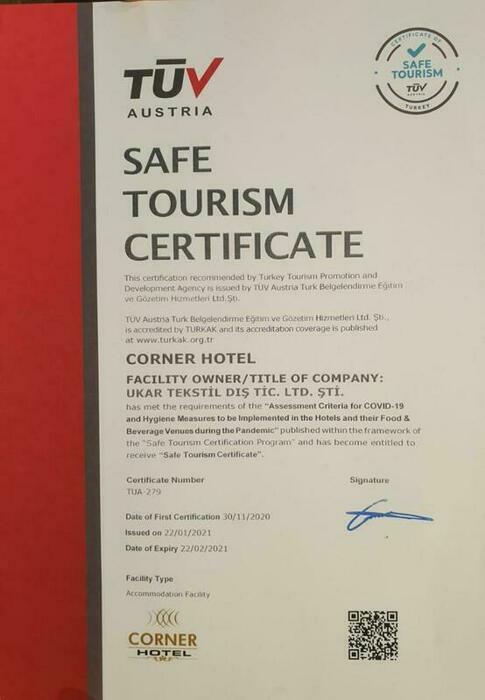 TÜV
AUSTRIA
CERTIFICATE OF
SAFE
TOURISM
TÜV
AUSTRIA
TURKEY
SAFE
TOURISM
CERTIFICATE
This certification recommended by Turkey Tourism Promotion and
Development Agency is issued by TÜV Austria Turk Belgelendirme Eğitim
ve Gözetim Hizmetleri Ltd.Şti.
TÜV Austria Turk Belgelendirme Eğitim ve Gözetim Hizmetleri Ltd. Şti.,
is accredited by TURKAK and its accreditation coverage is published
at www.turkak.org.tr
CORNER HOTEL
FACILITY OWNER/TITLE OF COMPANY:
UKAR TEKSTİL DIŞ TİC. LTD. ŞTİ.
has met the requirements of the "Assessment Criteria for COVID-19
and Hygiene Measures to be Implemented in the Hotels and their Food &
Beverage Venues during the Pandemic" published within the framework of
the "Safe Tourism Certification Program" and has become entitled to
receive "Safe Tourism Certificate".
Certificate Number
TUA-279
Signature
Date of First Certification 30/11/2020
Issued on 22/01/2021
Date of Expiry 22/02/2021
Facility Type
Accommodation Facility
CORNER
HOTEL